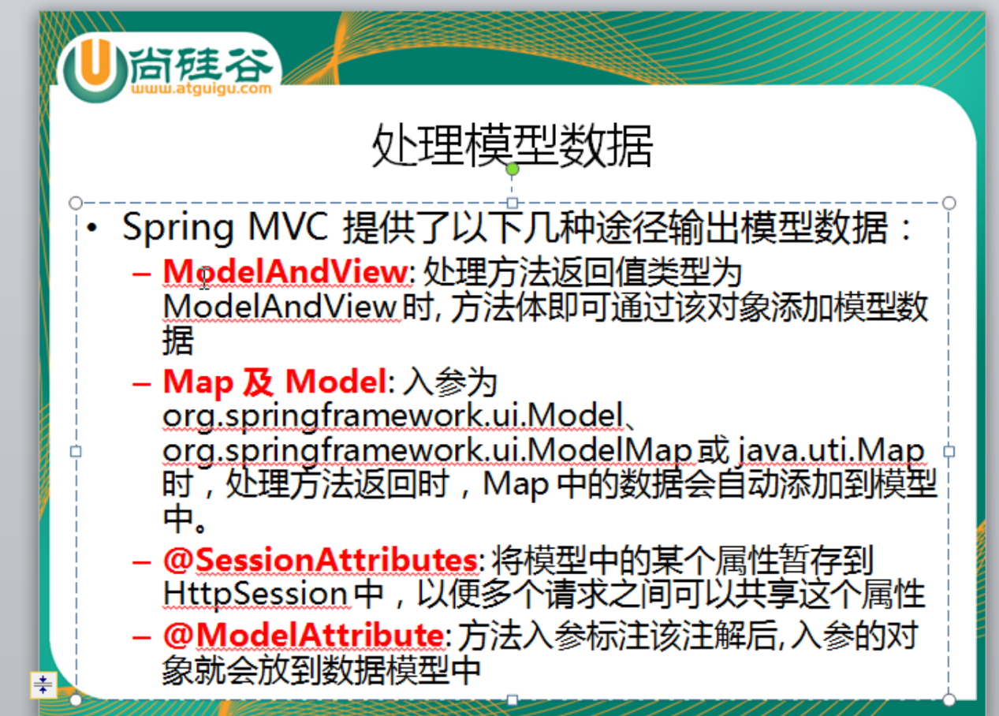 尚硅谷
www.atguigu.com
处理模型数据
• Spring MVC 提供了以下几种途径输出模型数据：
– ModelAndView: 处理方法返回值类型为
ModelAndView 时, 方法体即可通过该对象添加模型数
据
– Map 及 Model: 入参为
org.springframework.ui.Model、
org.springframework.ui.ModelMap 或 java.uti.Map
时，处理方法返回时，Map 中的数据会自动添加到模型
中。
– @SessionAttributes: 将模型中的某个属性暂存到
HttpSession 中，以便多个请求之间可以共享这个属性
– @ModelAttribute: 方法入参标注该注解后, 入参的对
象就会放到数据模型中